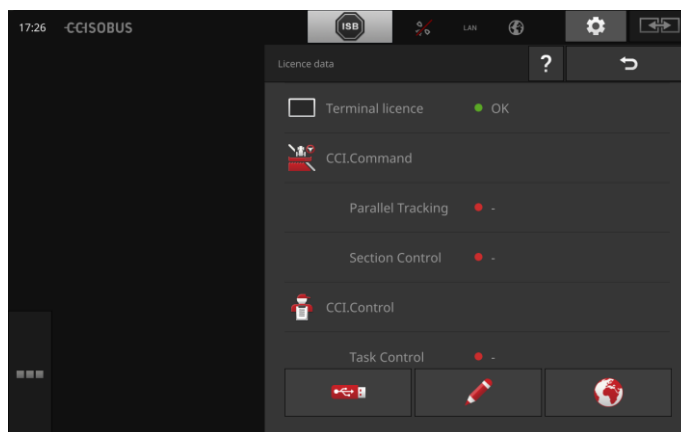 17:26 CCISOBUS ISB LAN
Licence data ?
Terminal licence OK
CCI.Command
Parallel Tracking -
Section Control -
CCI.Control
Task Control -